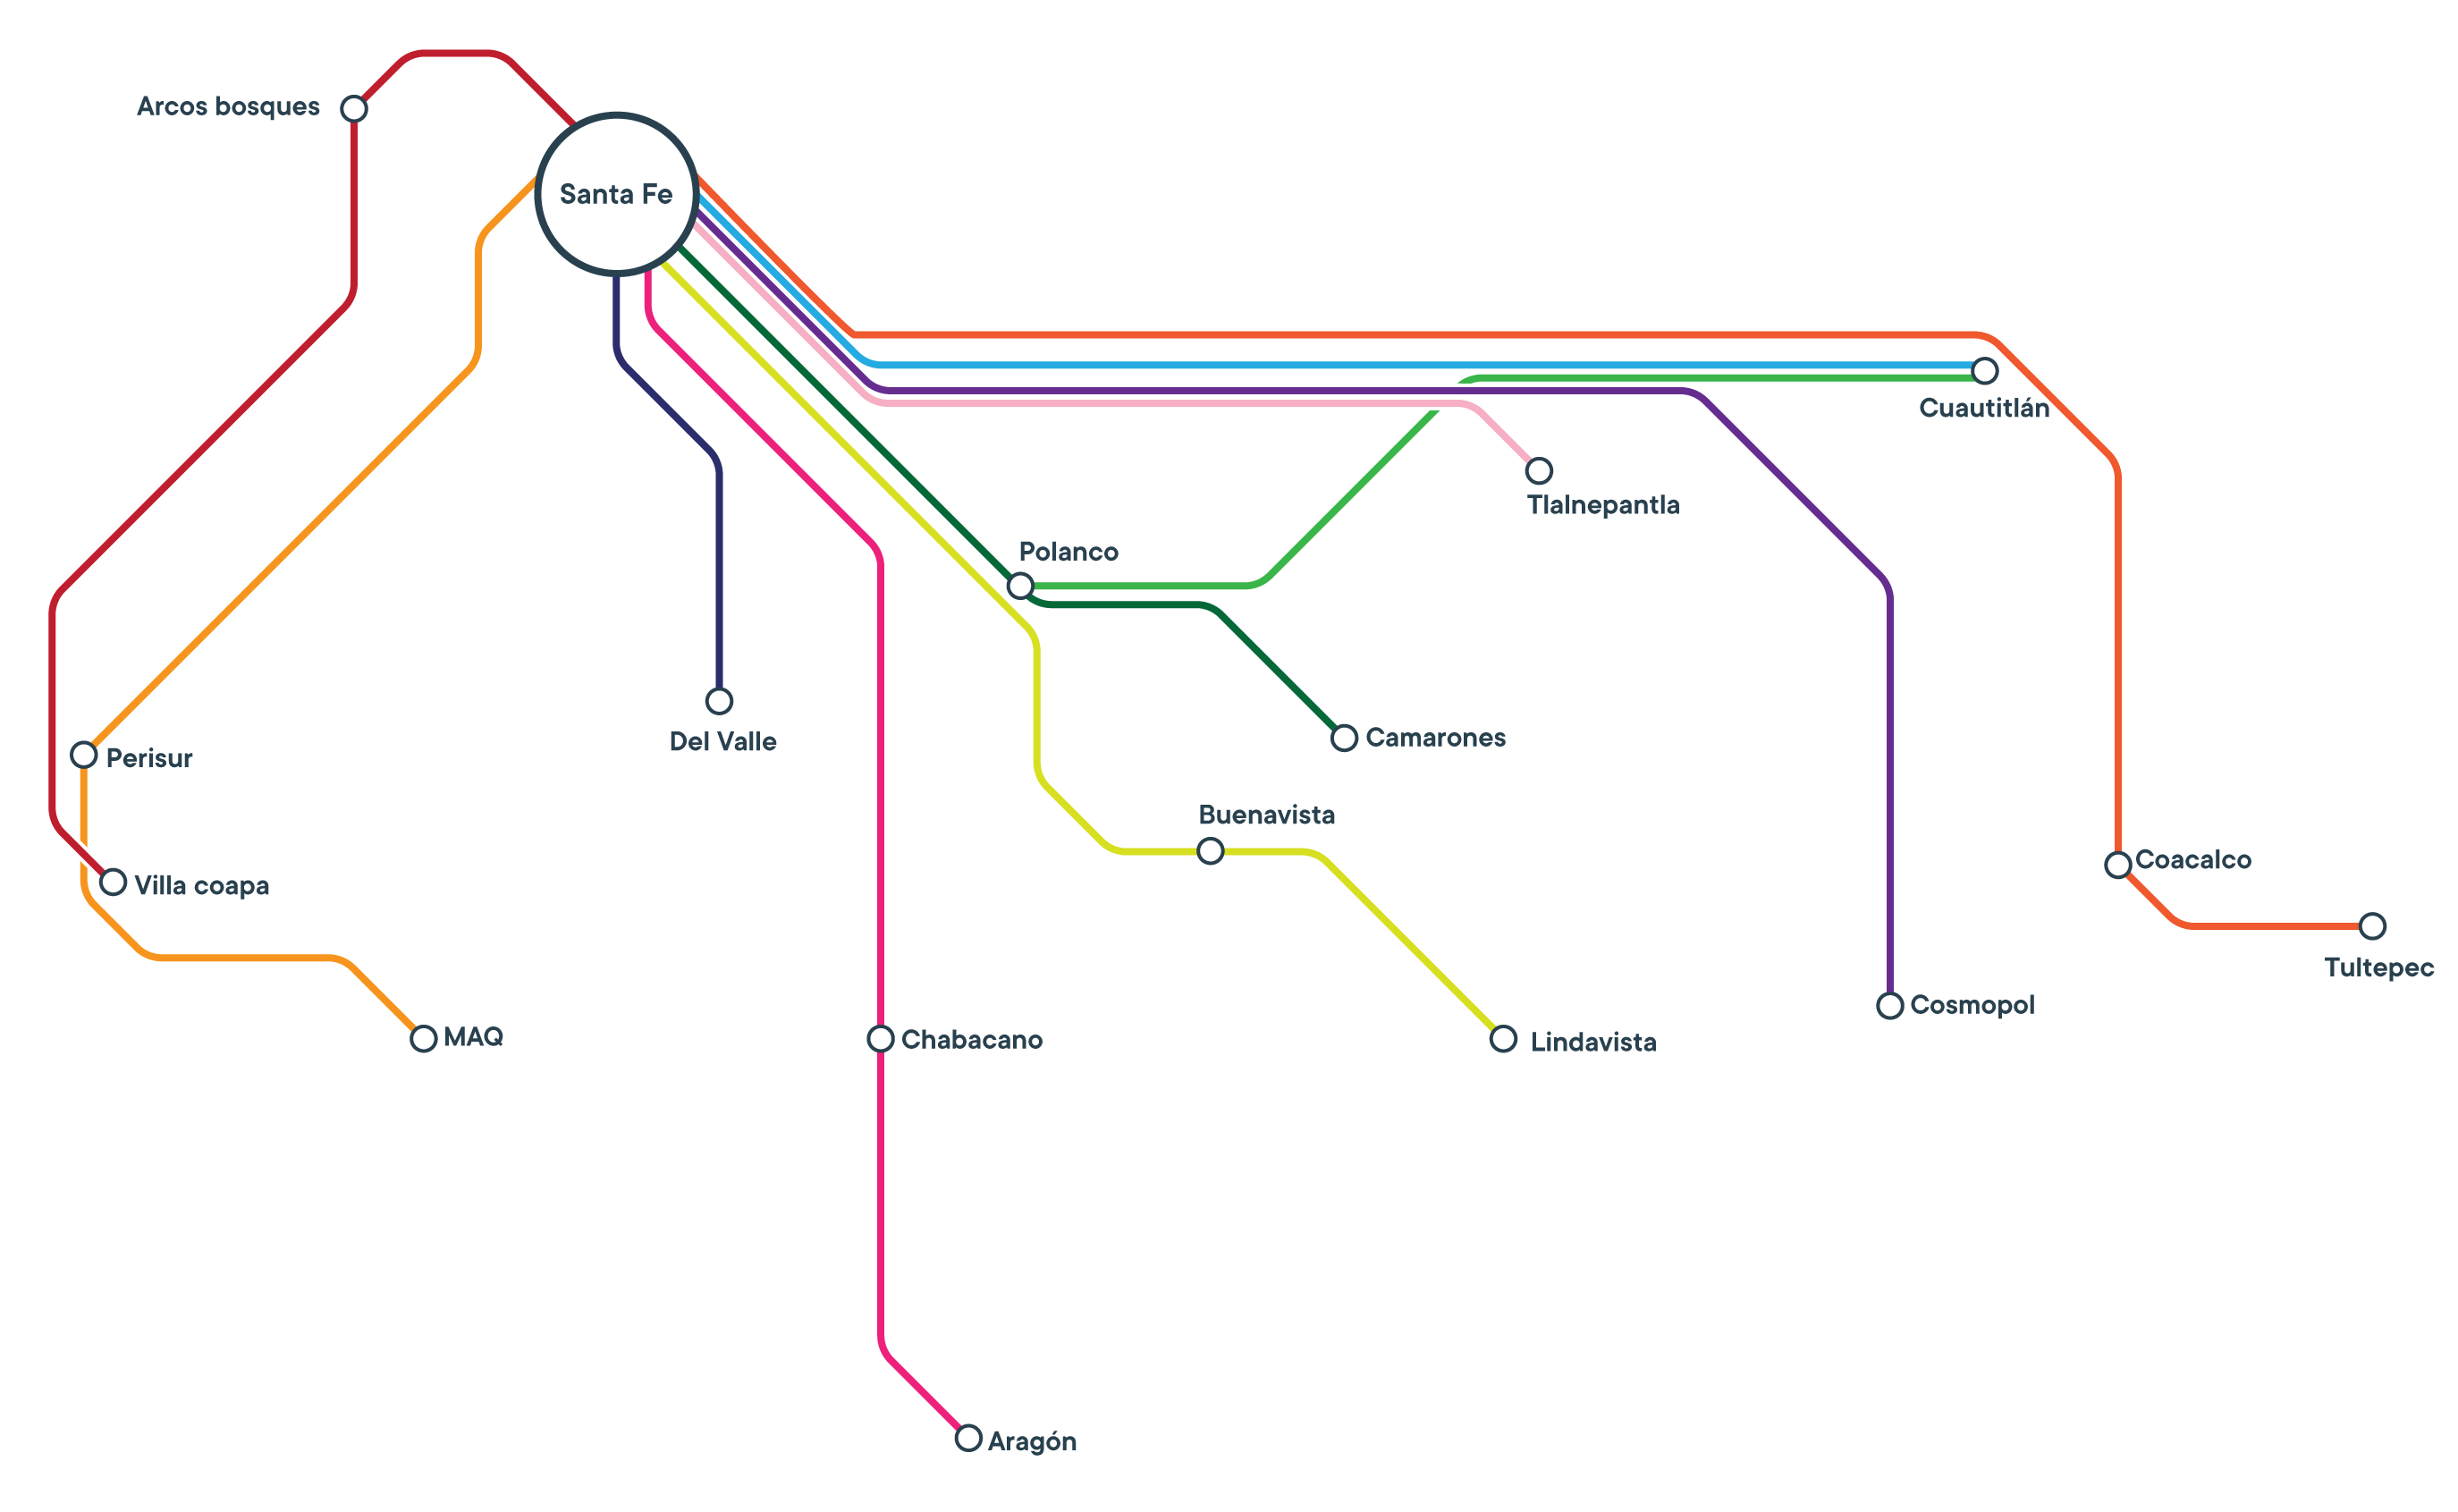 Arcos bosques
Santa Fe
Cuautitlán
Tlalnepantla
Polanco
Del Valle
Camarones
Perisur
Buenavista
Coacalco
Villa coapa
Tultepec
Cosmopol
MAQ
Chabacano
Lindavista
Aragón